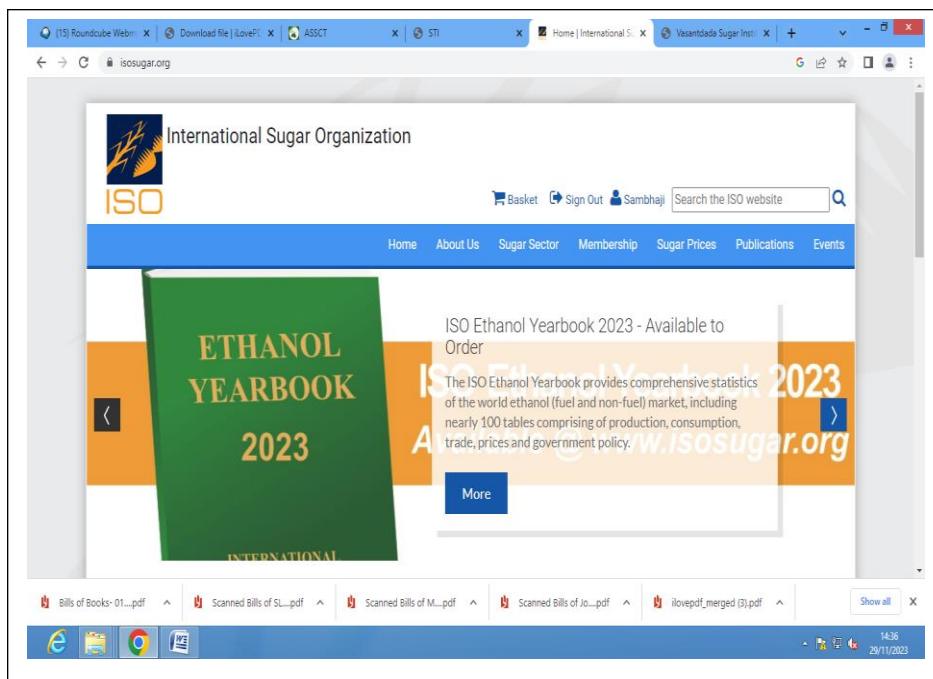 (15) Roundcube Webm
Download file | iLovePD
ASSCT
STI
Home | International S
Vasantdada Sugar Insti
isosugar.org
International Sugar Organization
ISO
Basket
Sign Out
Sambhaji
Search the ISO website
Home About Us Sugar Sector Membership Sugar Prices Publications Events
ETHANOL
YEARBOOK
2023
INTERNATIONAL
ISO Ethanol Yearbook 2023
Available @ www.isosugar.org
ISO Ethanol Yearbook 2023 - Available to
Order
The ISO Ethanol Yearbook provides comprehensive statistics
of the world ethanol (fuel and non-fuel) market, including
nearly 100 tables comprising of production, consumption,
trade, prices and government policy.
More
Bills of Books- 01....pdf
Scanned Bills of SL....pdf
Scanned Bills of M....pdf
Scanned Bills of Jo....pdf
ilovepdf_merged (3).pdf
Show all
14:36
29/11/2023